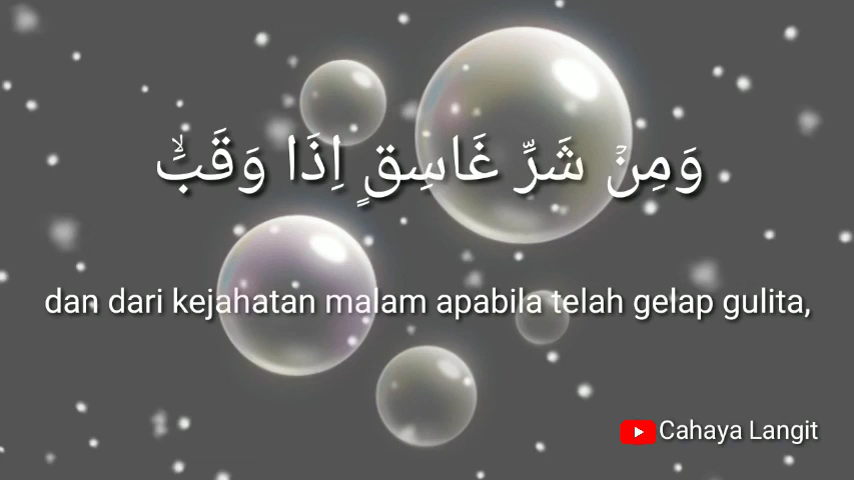 وَمِنْ شَرِّ غَاسِقٍ اِذَا وَقَبَۙ
dan dari kejahatan malam apabila telah gelap gulita,
Cahaya Langit